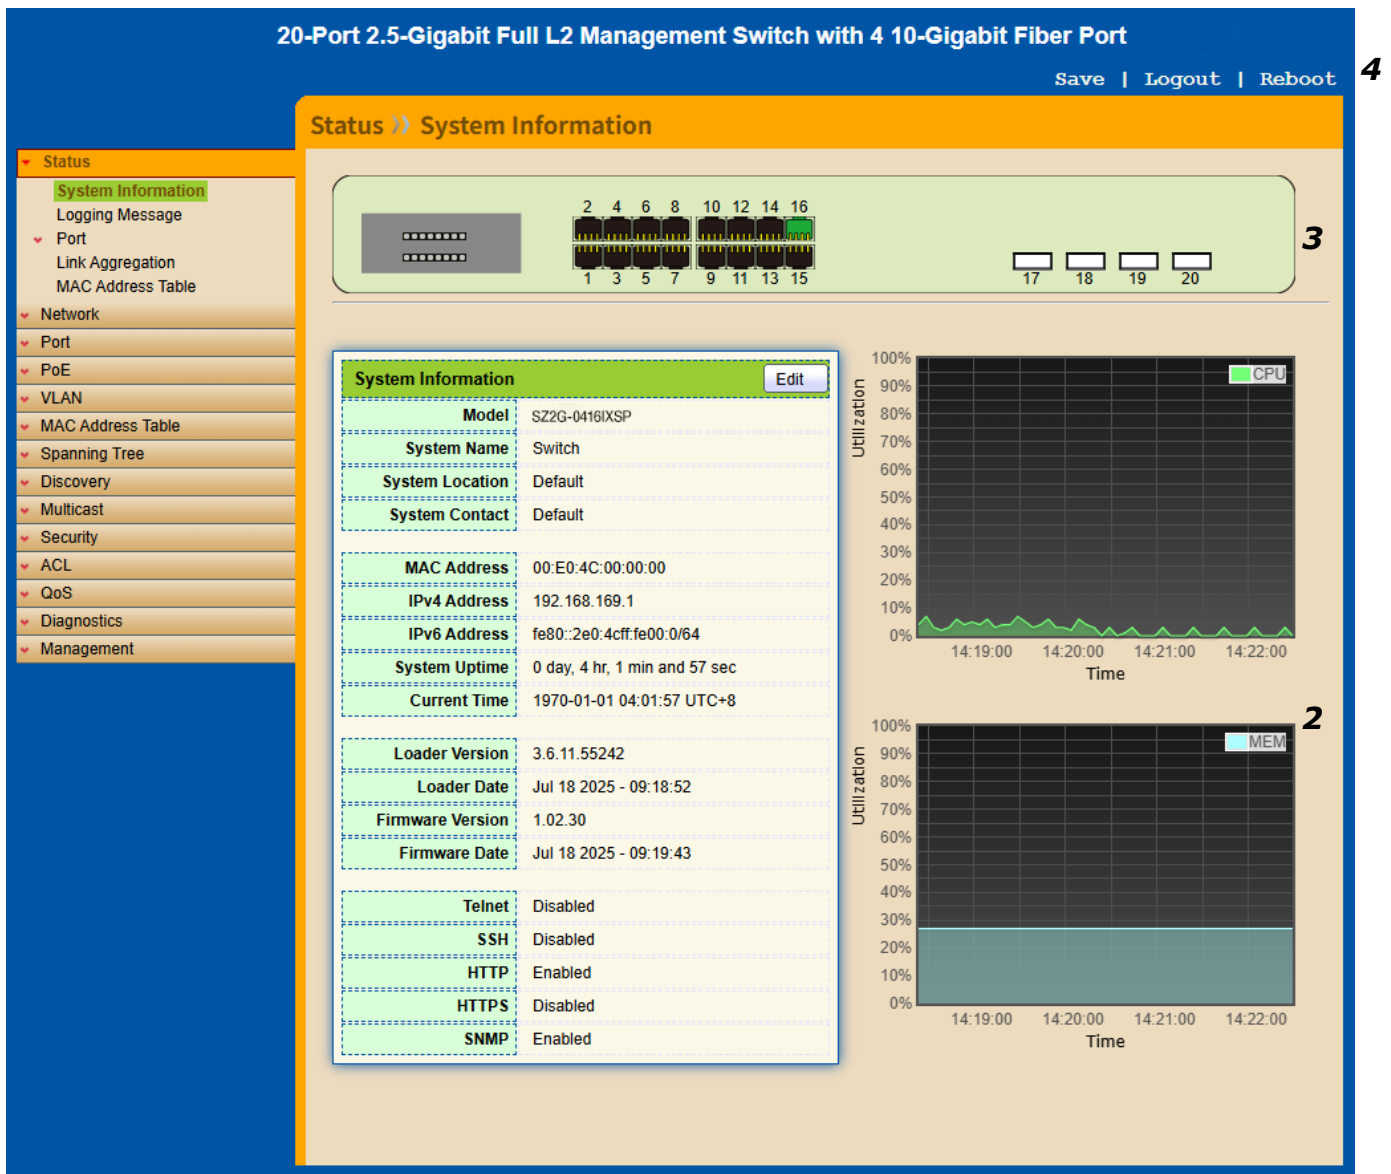 20-Port 2.5-Gigabit Full L2 Management Switch with 4 10-Gigabit Fiber Port
Save | Logout | Reboot
4
Status » System Information
Status
System Information
Logging Message
Port
Link Aggregation
MAC Address Table
Network
Port
PoE
VLAN
MAC Address Table
Spanning Tree
Discovery
Multicast
Security
ACL
QoS
Diagnostics
Management
2 4 6 8 10 12 14 16
1 3 5 7 9 11 13 15
17 18 19 20
3
System Information Edit
Model SZ2G-0416IXSP
System Name Switch
System Location Default
System Contact Default
MAC Address 00:E0:4C:00:00:00
IPv4 Address 192.168.169.1
IPv6 Address fe80::2e0:4cff:fe00:0/64
System Uptime 0 day, 4 hr, 1 min and 57 sec
Current Time 1970-01-01 04:01:57 UTC+8
Loader Version 3.6.11.55242
Loader Date Jul 18 2025 - 09:18:52
Firmware Version 1.02.30
Firmware Date Jul 18 2025 - 09:19:43
Telnet Disabled
SSH Disabled
HTTP Enabled
HTTPS Disabled
SNMP Enabled
Utilization
100%
90%
80%
70%
60%
50%
40%
30%
20%
10%
0%
CPU
14:19:00 14:20:00 14:21:00 14:22:00
Time
2
Utilization
100%
90%
80%
70%
60%
50%
40%
30%
20%
10%
0%
MEM
14:19:00 14:20:00 14:21:00 14:22:00
Time